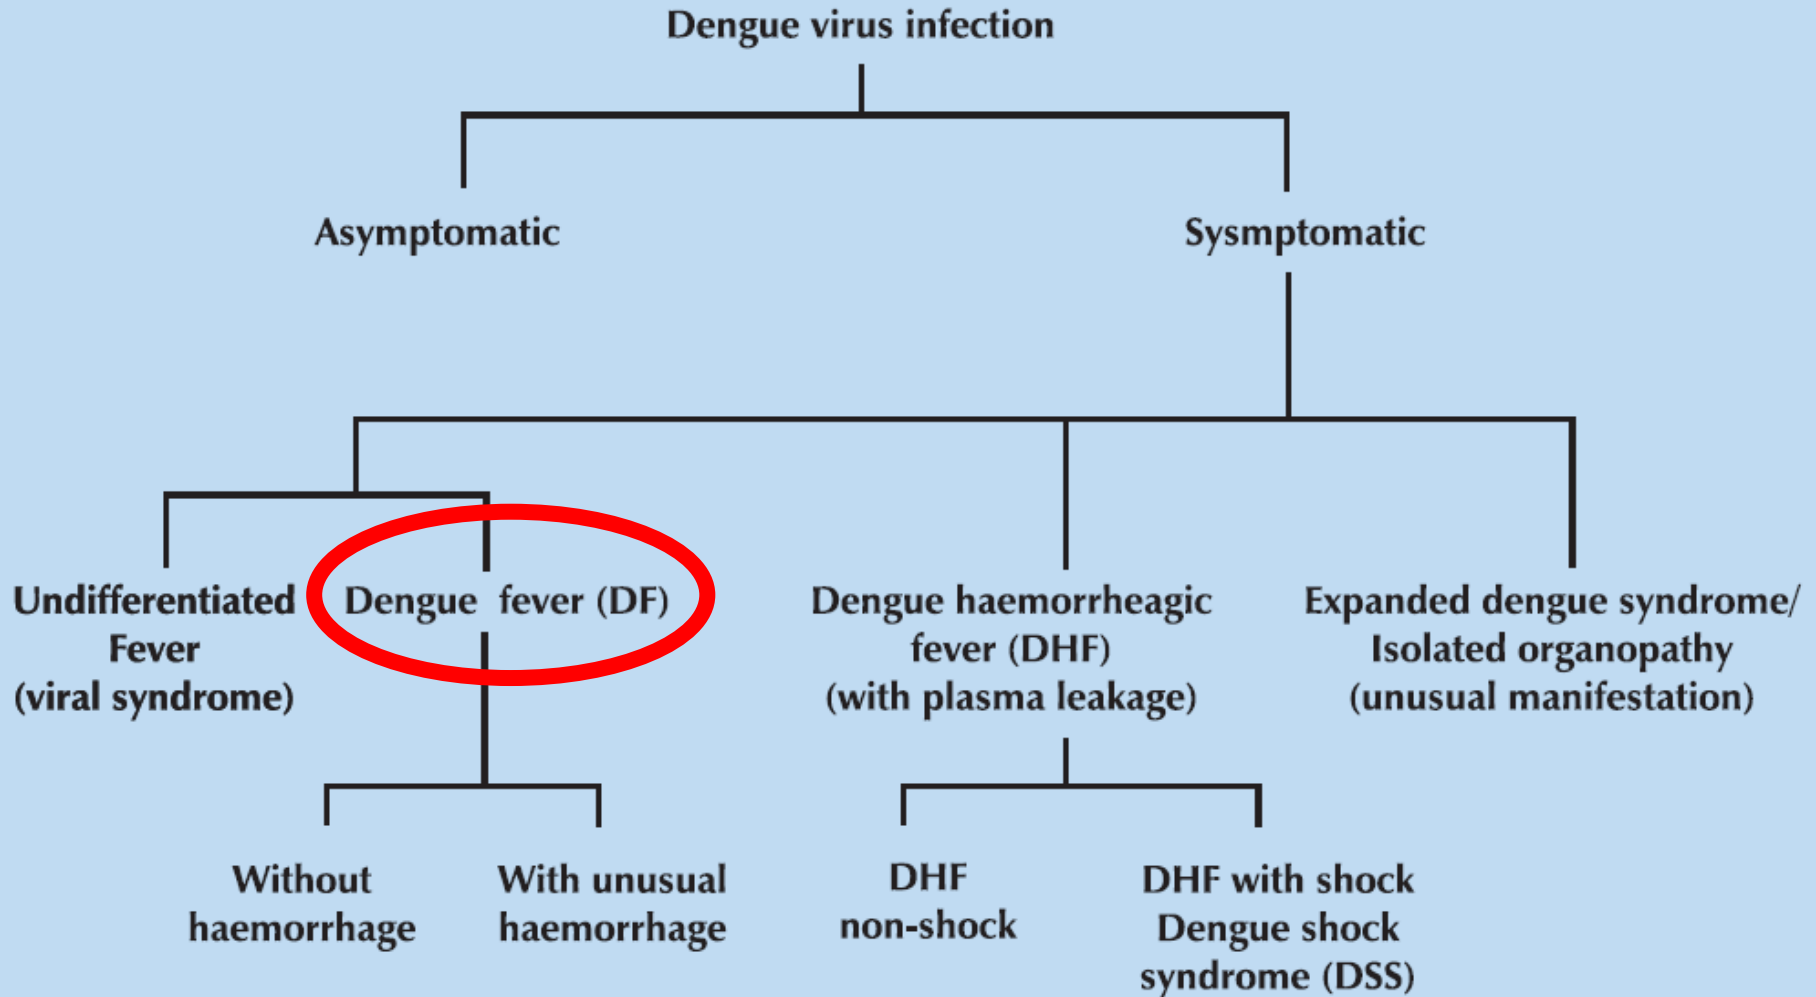 Dengue virus infection
Asymptomatic
Sysmptomatic
Undifferentiated
Fever
(viral syndrome)
Dengue fever (DF)
Dengue haemorrheagic
fever (DHF)
(with plasma leakage)
Expanded dengue syndrome/
Isolated organopathy
(unusual manifestation)
Without
haemorrhage
With unusual
haemorrhage
DHF
non-shock
DHF with shock
Dengue shock
syndrome (DSS)